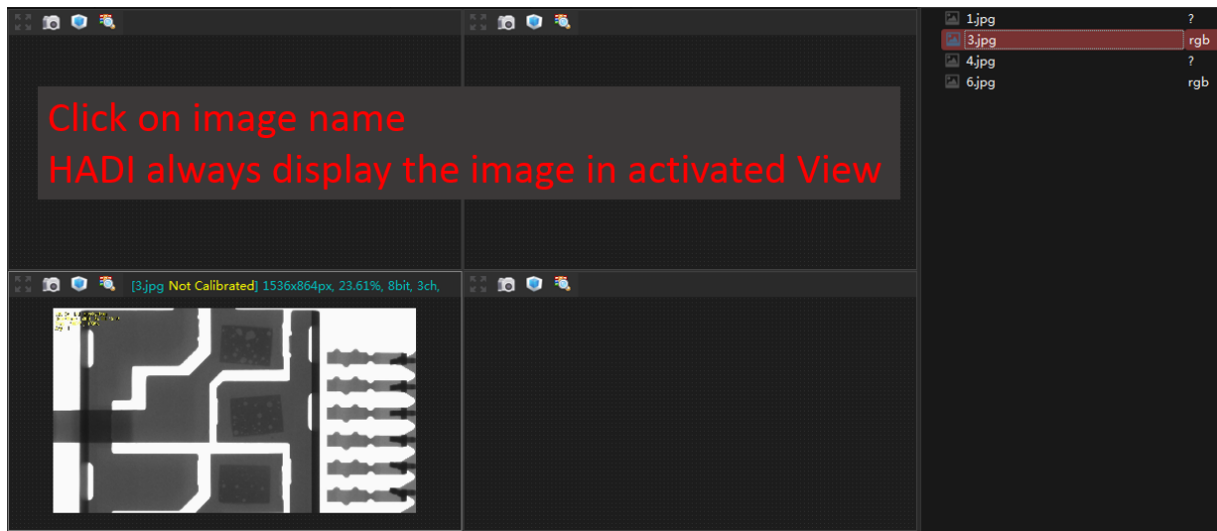 Click on image name
HADI always display the image in activated View
[3.jpg Not Calibrated] 1536x864px, 23.61%, 8bit, 3ch,
1.jpg ?
3.jpg rgb
4.jpg ?
6.jpg rgb